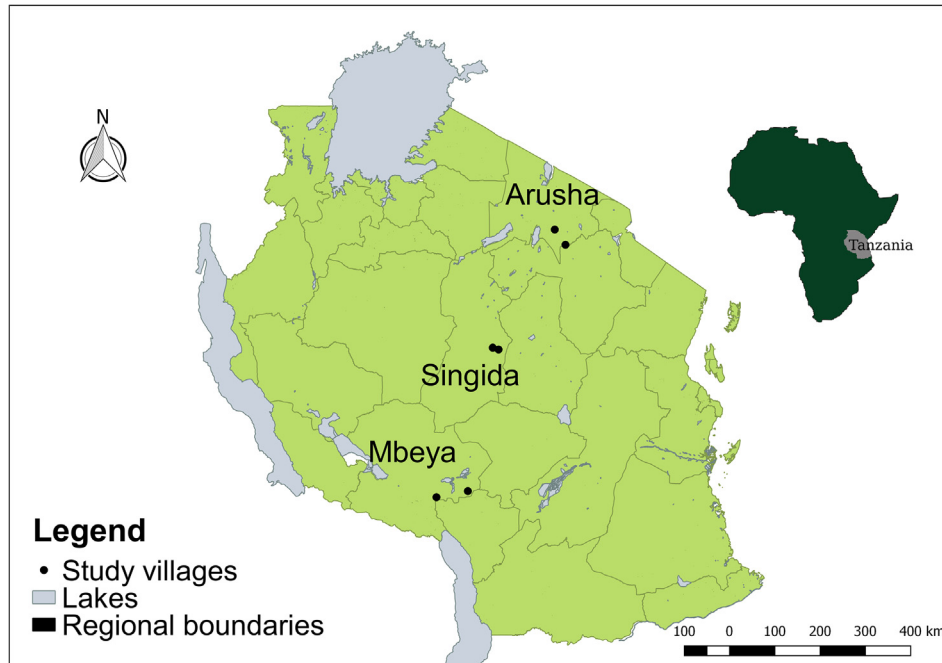 N
Arusha
Tanzania
Singida
Mbeya
Legend
Study villages
Lakes
Regional boundaries
100 0 100 200 300 400 km